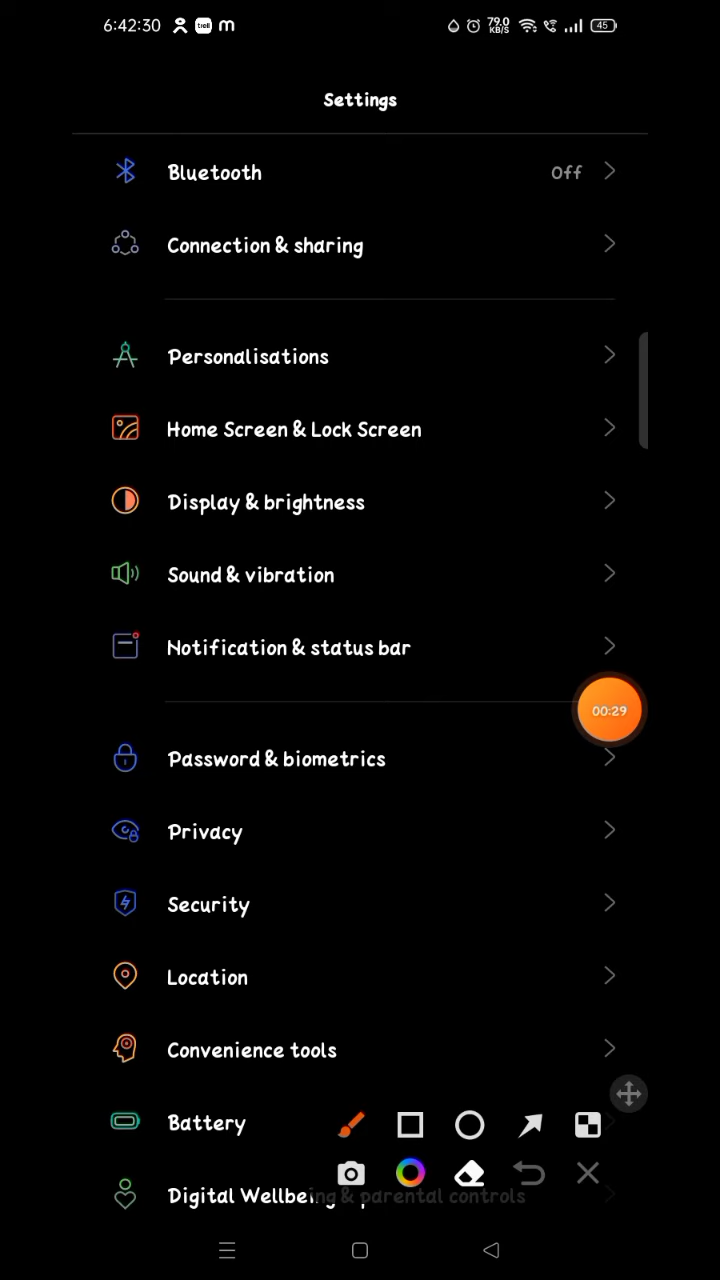 6:42:30 trell m 79.0 KB/S 45
Settings
Bluetooth Off
Connection & sharing
Personalisations
Home Screen & Lock Screen
Display & brightness
Sound & vibration
Notification & status bar
00:29
Password & biometrics
Privacy
Security
Location
Convenience tools
Battery
Digital Wellbeing & parental controls